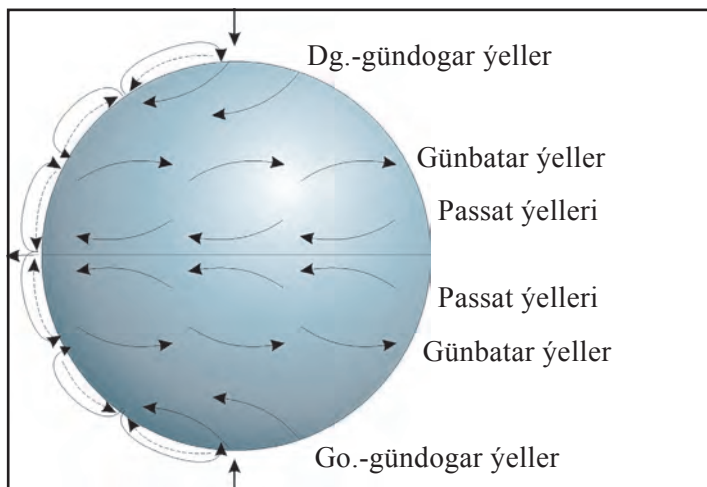 Dg.-gündogar ýeller
Günbatar ýeller
Passat ýelleri
Passat ýelleri
Günbatar ýeller
Go.-gündogar ýeller